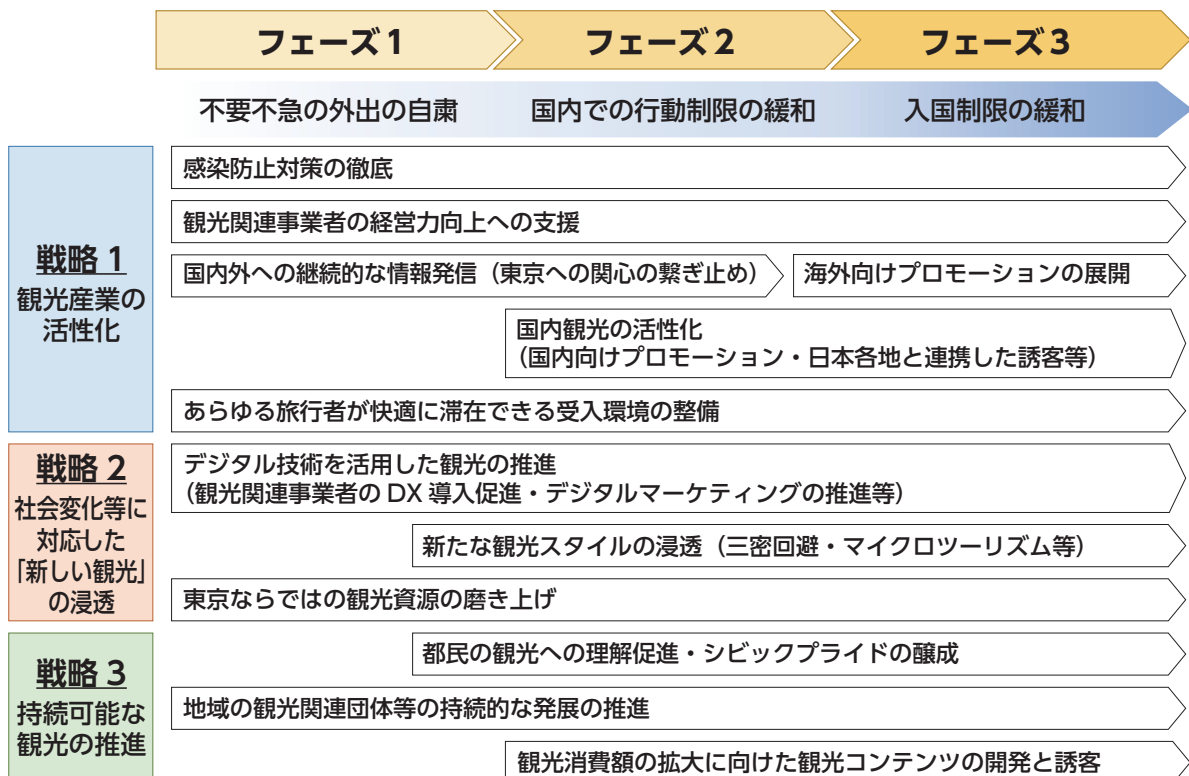 フェーズ1
フェーズ2
フェーズ3
不要不急の外出の自粛
国内での行動制限の緩和
入国制限の緩和
戦略 1
観光産業の
活性化
感染防止対策の徹底
観光関連事業者の経営力向上への支援
国内外への継続的な情報発信（東京への関心の繋ぎ止め）
海外向けプロモーションの展開
国内観光の活性化
（国内向けプロモーション・日本各地と連携した誘客等）
あらゆる旅行者が快適に滞在できる受入環境の整備
戦略 2
社会変化等に
対応した
「新しい観光」
の浸透
デジタル技術を活用した観光の推進
（観光関連事業者の DX 導入促進・デジタルマーケティングの推進等）
新たな観光スタイルの浸透（三密回避・マイクロツーリズム等）
東京ならではの観光資源の磨き上げ
戦略 3
持続可能な
観光の推進
都民の観光への理解促進・シビックプライドの醸成
地域の観光関連団体等の持続的な発展の推進
観光消費額の拡大に向けた観光コンテンツの開発と誘客